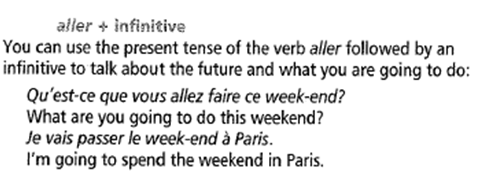 aller + infinitive
You can use the present tense of the verb aller followed by an
infinitive to talk about the future and what you are going to do:
Qu'est-ce que vous allez faire ce week-end?
What are you going to do this weekend?
Je vais passer le week-end à Paris.
I'm going to spend the weekend in Paris.